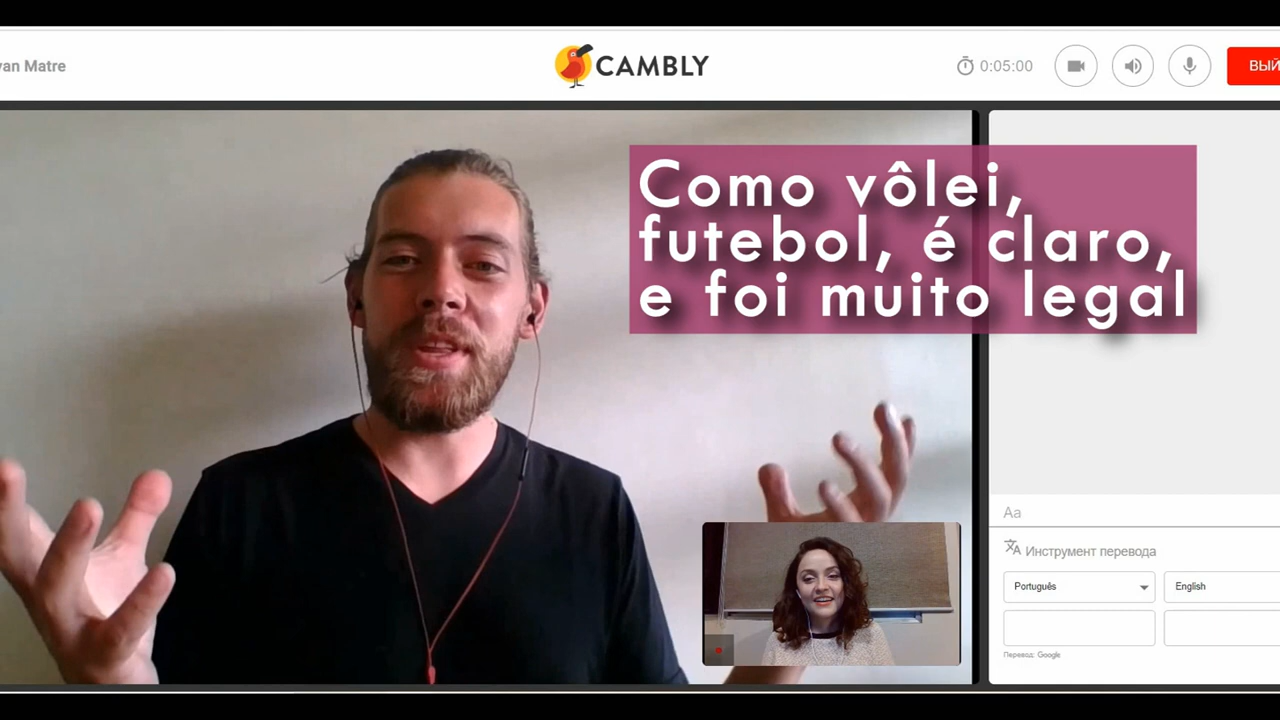 van Matre
CAMBLY
0:05:00
Como vôlei,
futebol, é claro,
e foi muito legal
Aa
Инструмент перевода
Português
English
Перевод: Google